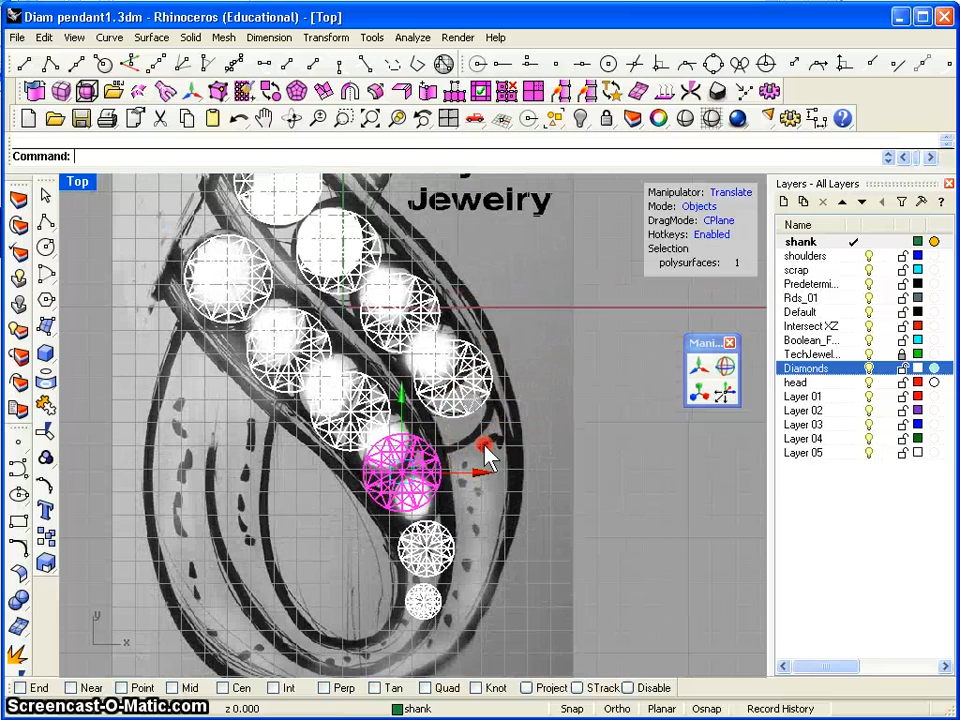 Diam pendant1.3dm - Rhinoceros (Educational) - [Top]
File Edit View Curve Surface Solid Mesh Dimension Transform Tools Analyze Render Help
Command:
Top
Jewelry
Manipulator: Translate
Mode: Objects
DragMode: CPlane
Hotkeys: Enabled
Selection
polysurfaces: 1
Mani...
Layers - All Layers
Name
shank
shoulders
scrap
Predetermi...
Rds_01
Default
Intersect XZ
Boolean_F...
TechJewel...
Diamonds
head
Layer 01
Layer 02
Layer 03
Layer 04
Layer 05
y
x
End Near Point Mid Cen Int Perp Tan Quad Knot Project STrack Disable
Screencast-O-Matic.com z 0.000 shank Snap Ortho Planar Osnap Record History